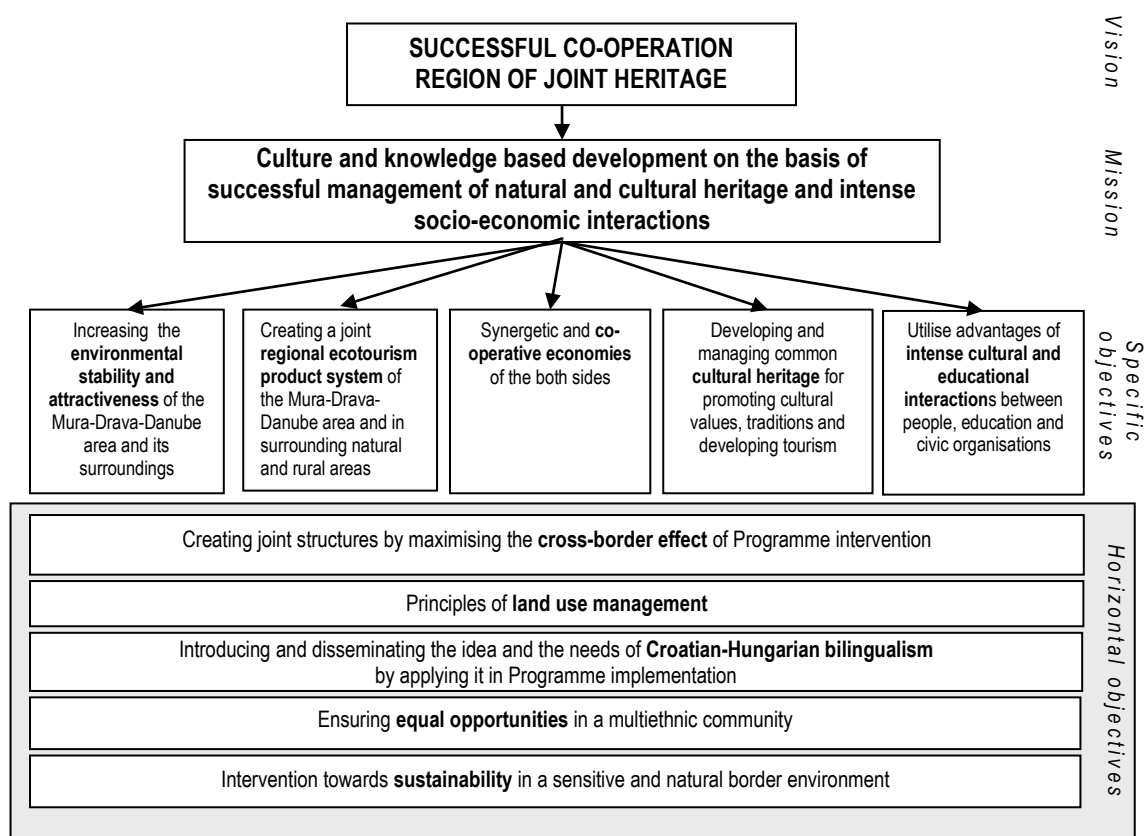 SUCCESSFUL CO-OPERATION
REGION OF JOINT HERITAGE
Vision
Culture and knowledge based development on the basis of
successful management of natural and cultural heritage and intense
socio-economic interactions
Mission
Increasing the
environmental
stability and
attractiveness of the
Mura-Drava-Danube
area and its
surroundings
Creating a joint
regional ecotourism
product system of
the Mura-Drava-
Danube area and in
surrounding natural
and rural areas
Synergetic and co-
operative economies
of the both sides
Developing and
managing common
cultural heritage for
promoting cultural
values, traditions and
developing tourism
Utilise advantages of
intense cultural and
educational
interactions between
people, education and
civic organisations
Specific
objectives
Creating joint structures by maximising the cross-border effect of Programme intervention
Principles of land use management
Introducing and disseminating the idea and the needs of Croatian-Hungarian bilingualism
by applying it in Programme implementation
Ensuring equal opportunities in a multiethnic community
Intervention towards sustainability in a sensitive and natural border environment
Horizontal objectives